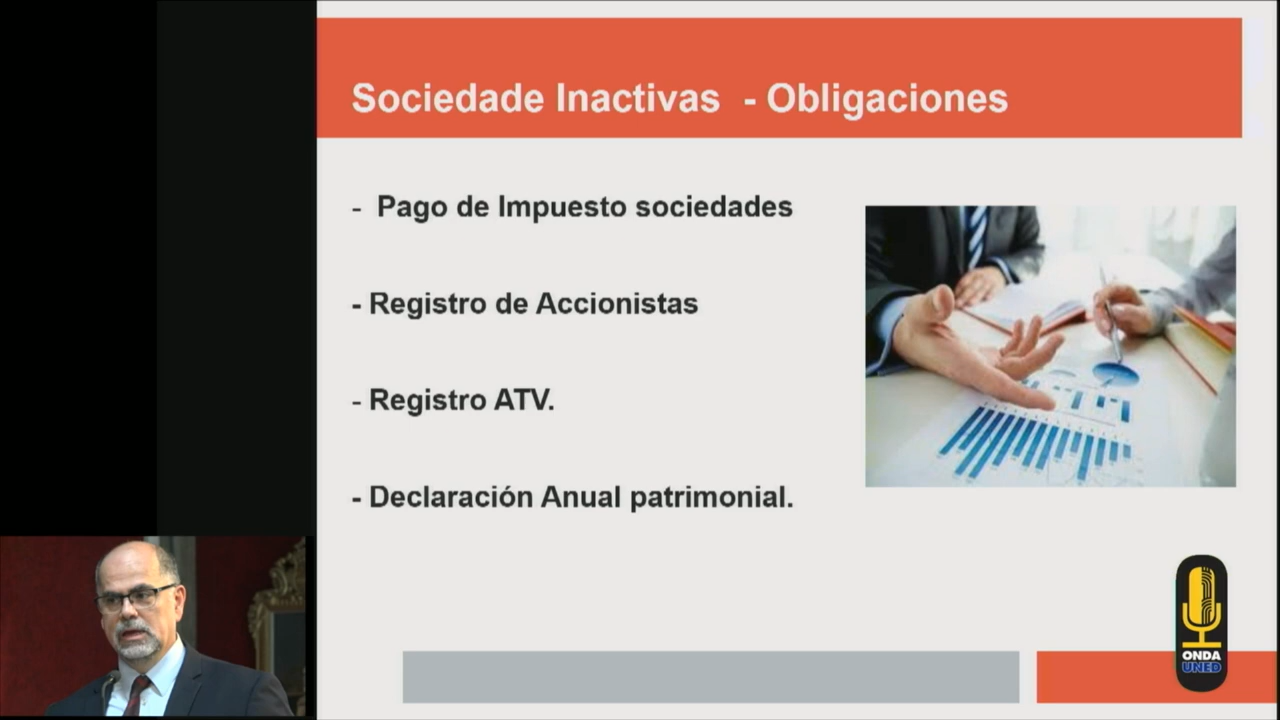 Sociedade Inactivas - Obligaciones
- Pago de Impuesto sociedades
- Registro de Accionistas
- Registro ATV.
- Declaración Anual patrimonial.
ONDA
UNED